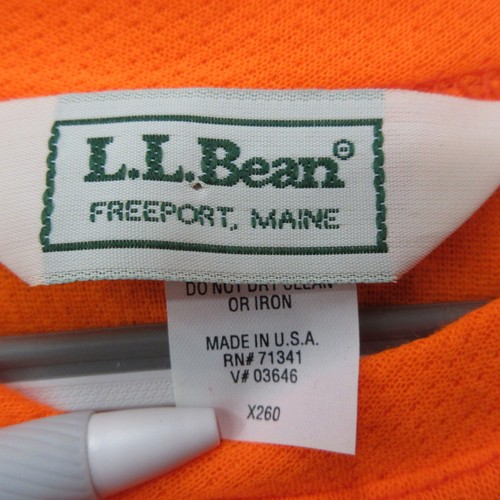 L.L.Bean®
FREEPORT, MAINE
DO NOT DRY CLEAN
OR IRON
MADE IN U.S.A.
RN# 71341
V# 03646
X260